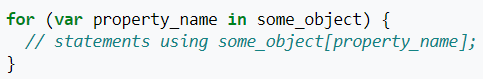 for (var property_name in some_object) {
  // statements using some_object[property_name];
}